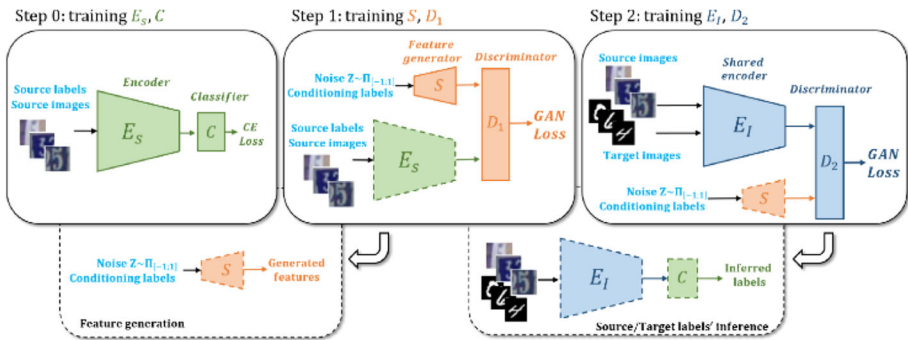 Step 0: training E_S, C
Source labels
Source images
Encoder
E_S
Classifier
C
CE
Loss
Step 1: training S, D_1
Feature
generator
Discriminator
Noise Z~Π[-1;1]
Conditioning labels
S
Source labels
Source images
E_S
D_1
GAN
Loss
Step 2: training E_I, D_2
Source images
Shared
encoder
Discriminator
E_I
Target images
D_2
GAN
Loss
Noise Z~Π[-1;1]
Conditioning labels
S
Noise Z~Π[-1;1]
Conditioning labels
S
Generated
features
Feature generation
E_I
C
Inferred
labels
Source/Target labels' inference